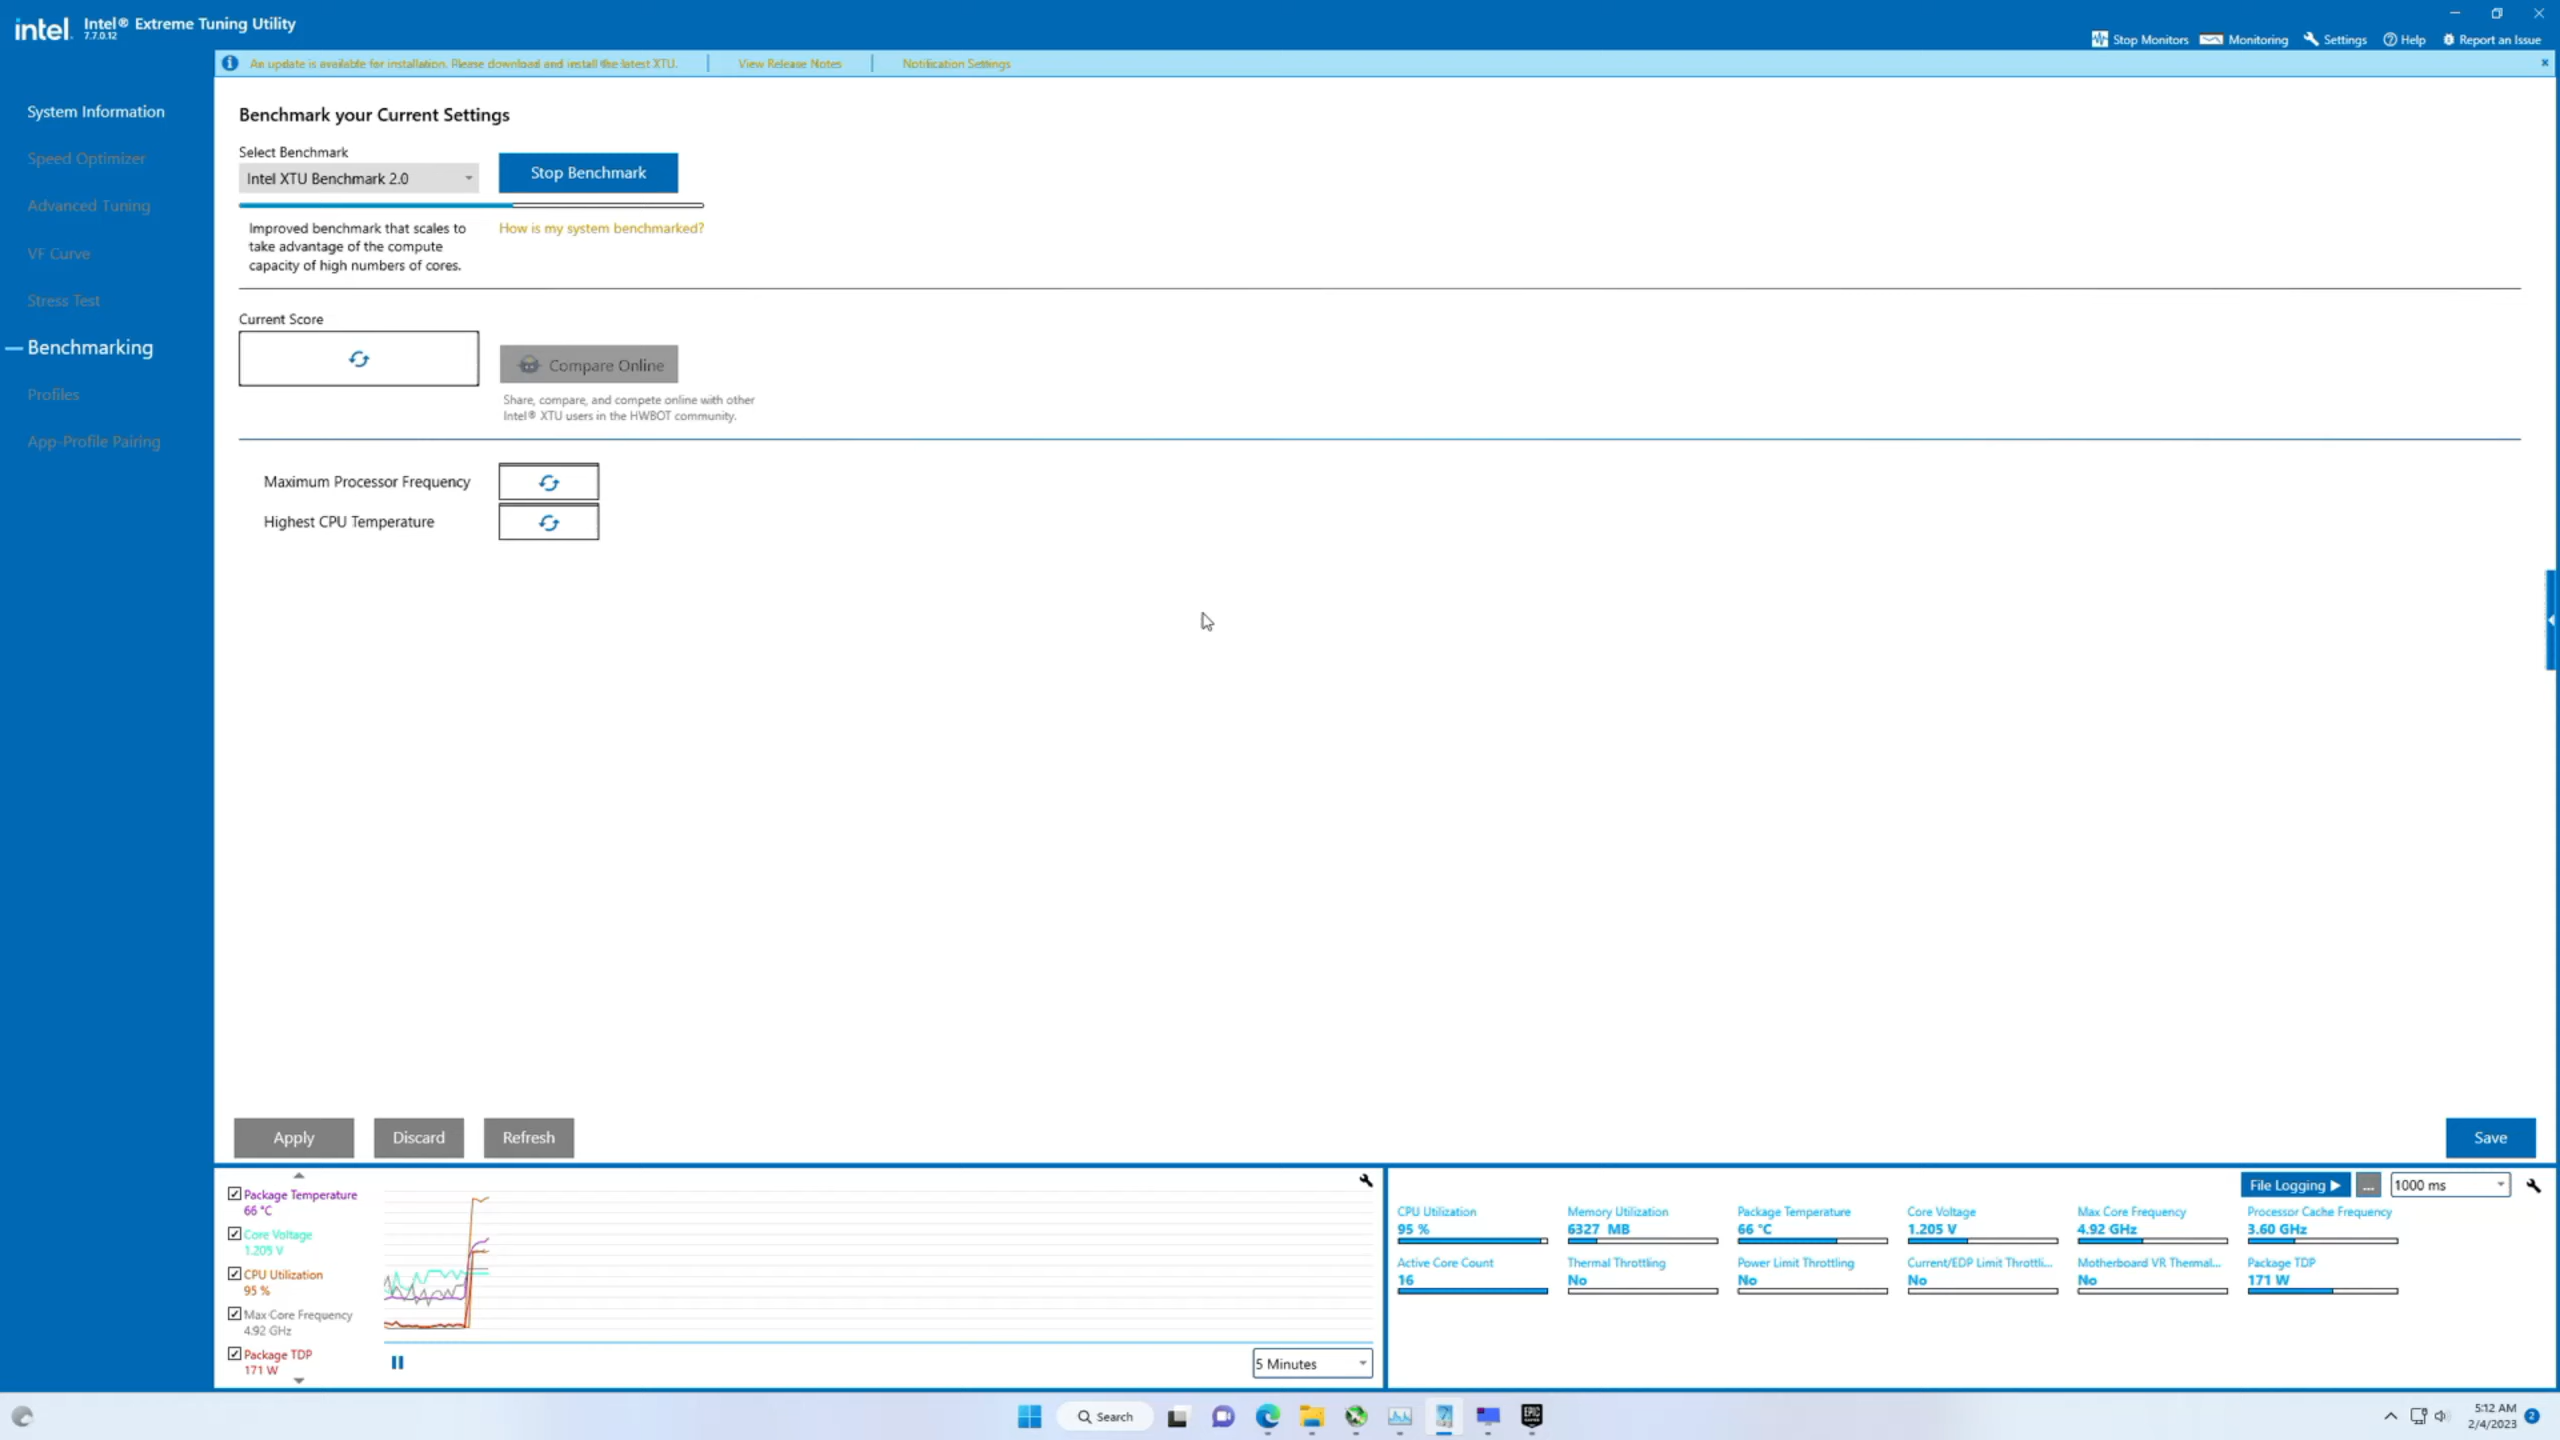 intel.
Intel® Extreme Tuning Utility
7.7.0.12
Stop Monitors
Monitoring
Settings
Help
Report an Issue
An update is available for installation. Please download and install the latest XTU.
View Release Notes
Notification Settings
System Information
Speed Optimizer
Advanced Tuning
VF Curve
Stress Test
Benchmarking
Profiles
App-Profile Pairing
Benchmark your Current Settings
Select Benchmark
Intel XTU Benchmark 2.0
Stop Benchmark
Improved benchmark that scales to
take advantage of the compute
capacity of high numbers of cores.
How is my system benchmarked?
Current Score
Compare Online
Share, compare, and compete online with other
Intel® XTU users in the HWBOT community.
Maximum Processor Frequency
Highest CPU Temperature
Apply
Discard
Refresh
Save
Package Temperature
66 °C
Core Voltage
1.205 V
CPU Utilization
95 %
Max Core Frequency
4.92 GHz
Package TDP
171 W
5 Minutes
File Logging
...
1000 ms
CPU Utilization
95 %
Memory Utilization
6327 MB
Package Temperature
66 °C
Core Voltage
1.205 V
Max Core Frequency
4.92 GHz
Processor Cache Frequency
3.60 GHz
Active Core Count
16
Thermal Throttling
No
Power Limit Throttling
No
Current/EDP Limit Throttli...
No
Motherboard VR Thermal...
No
Package TDP
171 W
Search
EPIC
5:12 AM
2/4/2023
2